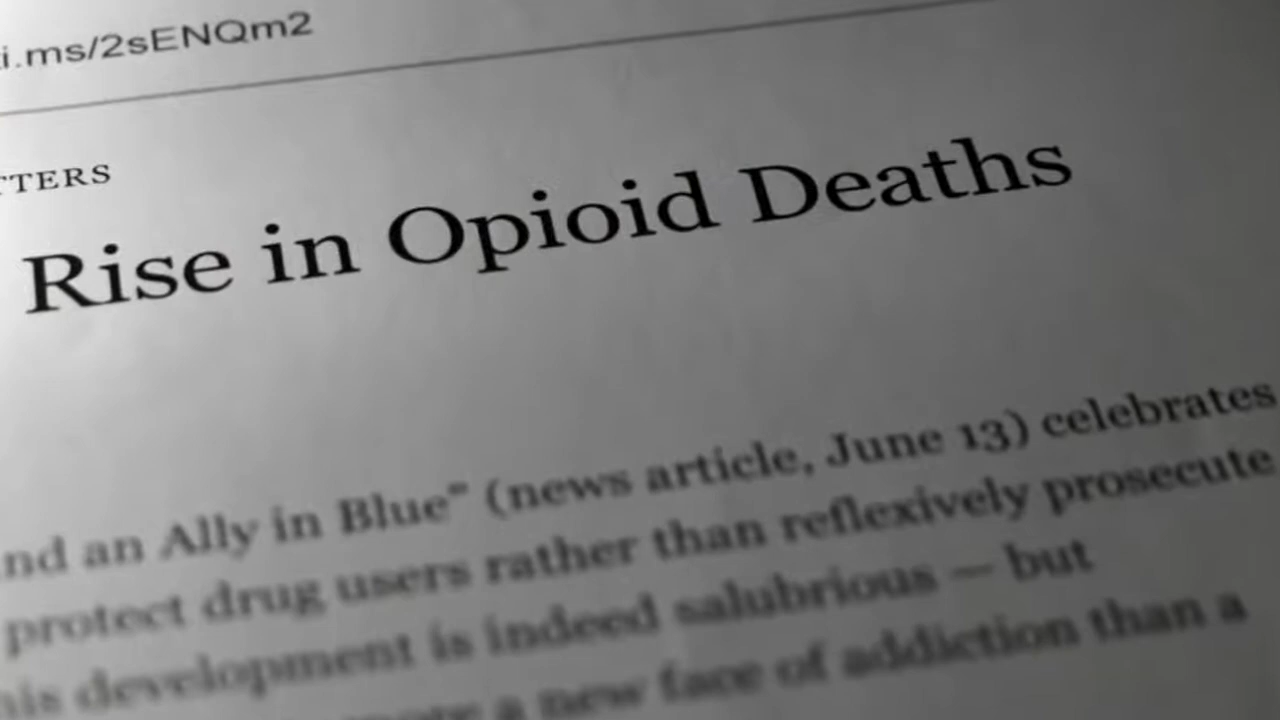 i.ms/2sENQm2
TTERS
Rise in Opioid Deaths
nd an Ally in Blue” (news article, June 13) celebrates
protect drug users rather than reflexively prosecute
his development is indeed salubrious — but
a new face of addiction than a